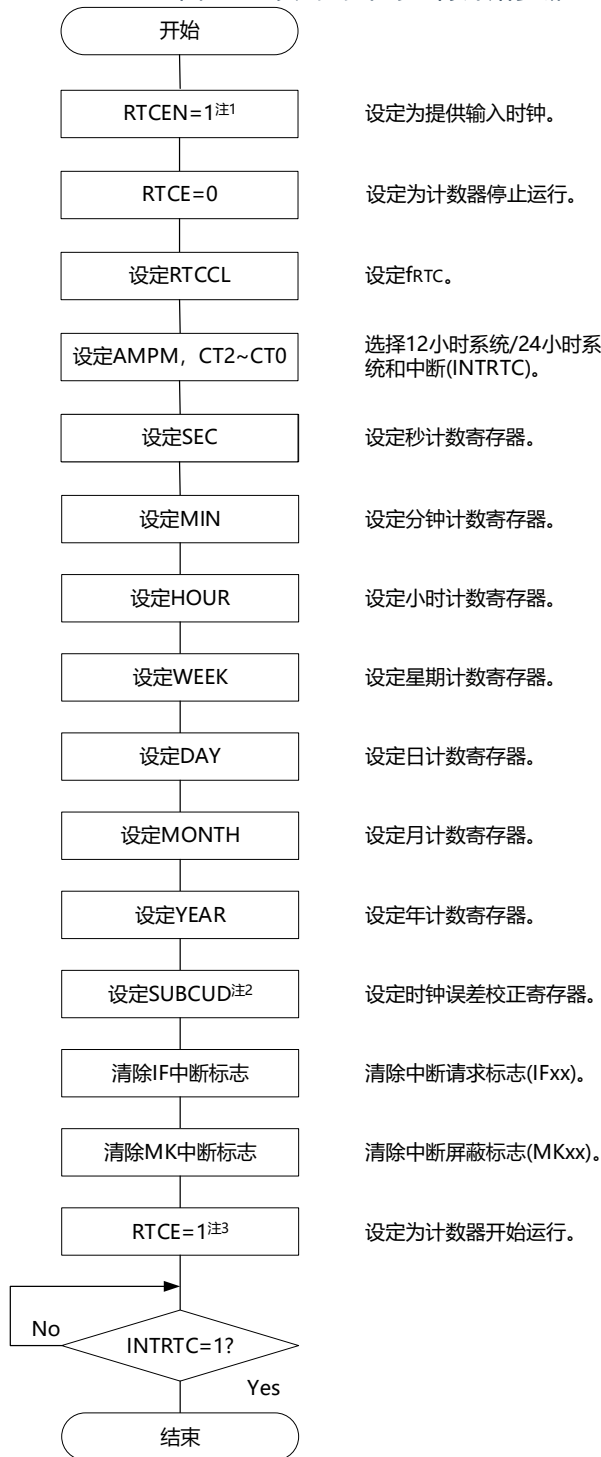 开始
RTCEN=1注1 设定为提供输入时钟。
RTCE=0 设定为计数器停止运行。
设定RTCCL 设定fRTC。
设定AMPM，CT2~CT0 选择12小时系统/24小时系
统和中断(INTRTC)。
设定SEC 设定秒计数寄存器。
设定MIN 设定分钟计数寄存器。
设定HOUR 设定小时计数寄存器。
设定WEEK 设定星期计数寄存器。
设定DAY 设定日计数寄存器。
设定MONTH 设定月计数寄存器。
设定YEAR 设定年计数寄存器。
设定SUBCUD注2 设定时钟误差校正寄存器。
清除IF中断标志 清除中断请求标志(IFxx)。
清除MK中断标志 清除中断屏蔽标志(MKxx)。
RTCE=1注3 设定为计数器开始运行。
No
INTRTC=1?
Yes
结束